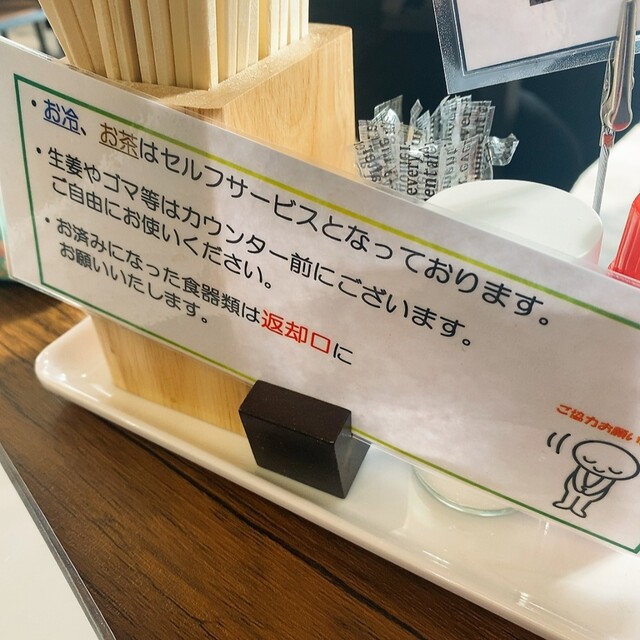 ・お冷、お茶はセルフサービスとなっております。
・生姜やゴマ等はカウンター前にございます。
ご自由にお使いください。
・お済みになった食器類は返却口に
お願いいたします。
ご協力お願い
every